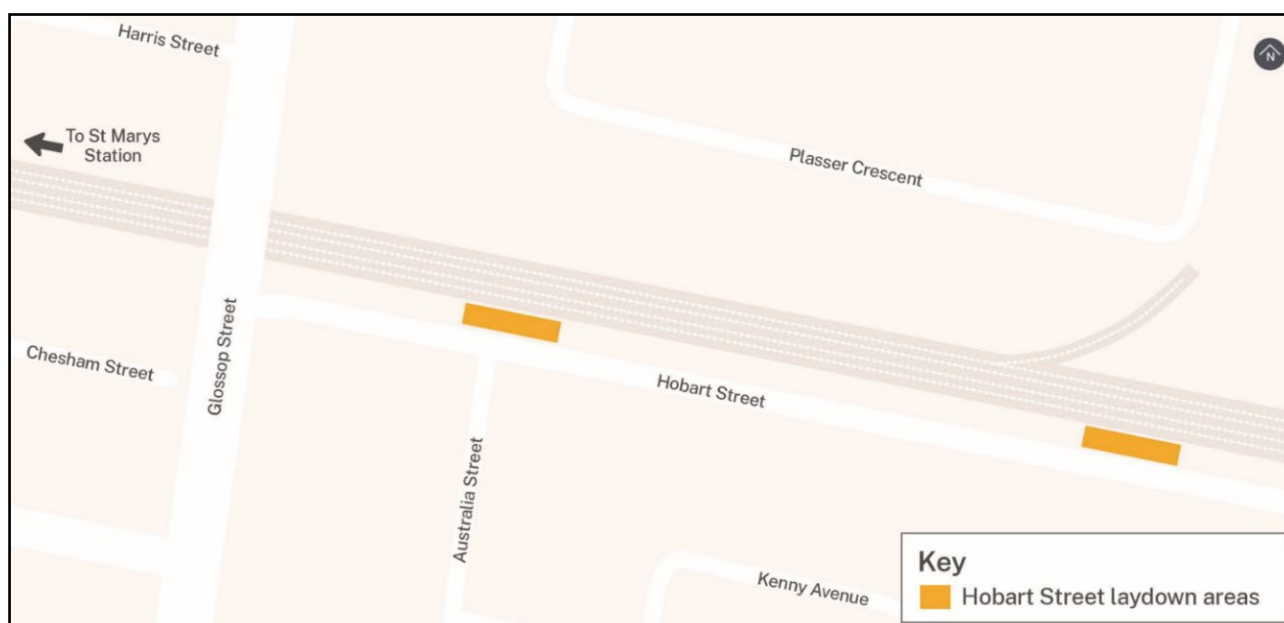 Harris Street
N
To St Marys
Station
Plasser Crescent
Glossop Street
Chesham Street
Hobart Street
Australia Street
Kenny Avenue
Key
Hobart Street laydown areas